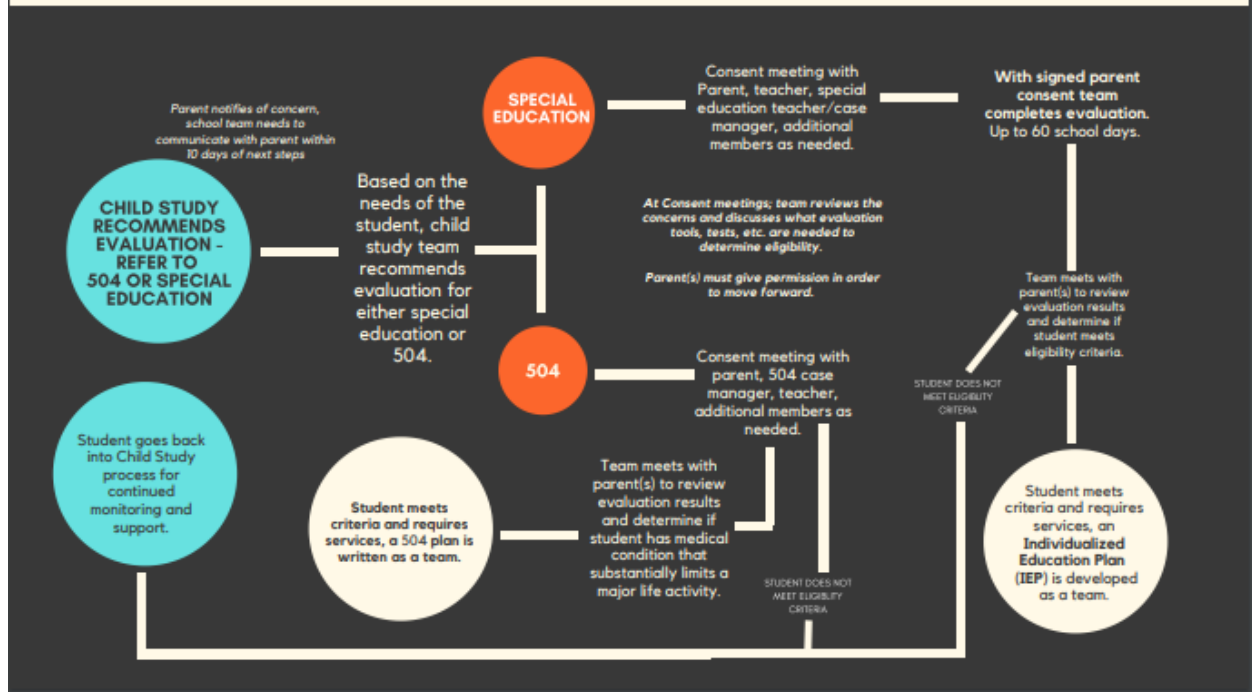 Parent notifies of concern,
school team needs to
communicate with parent within
10 days of next steps
CHILD STUDY
RECOMMENDS
EVALUATION -
REFER TO
504 OR SPECIAL
EDUCATION
Based on the
needs of the
student, child
study team
recommends
evaluation for
either special
education or
504.
SPECIAL
EDUCATION
Consent meeting with
Parent, teacher, special
education teacher/case
manager, additional
members as needed.
With signed parent
consent team
completes evaluation.
Up to 60 school days.
At Consent meetings; team reviews the
concerns and discusses what evaluation
tools, tests, etc. are needed to
determine eligibility.
Parent(s) must give permission in order
to move forward.
Team meets with
parent(s) to review
evaluation results
and determine if
student meets
eligibility criteria.
STUDENT DOES NOT
MEET ELIGIBLITY
CRITERIA
Student meets
criteria and requires
services, an
Individualized
Education Plan
(IEP) is developed
as a team.
504
Consent meeting with
parent, 504 case
manager, teacher,
additional members as
needed.
Team meets with
parent(s) to review
evaluation results
and determine if
student has medical
condition that
substantially limits a
major life activity.
STUDENT DOES NOT
MEET ELIGIBLITY
CRITERIA
Student meets
criteria and requires
services, a 504 plan is
written as a team.
Student goes back
into Child Study
process for
continued
monitoring and
support.